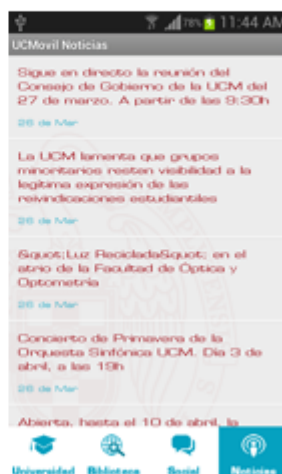 78% 11:44 AM
UCMovil Noticias
Sigue en directo la reunión del
Consejo de Gobierno de la UCM del
27 de marzo. A partir de las 9:30h
26 de Mar
La UCM lamenta que grupos
minoritarios resten visibilidad a la
legítima expresión de las
reivindicaciones estudiantiles
26 de Mar
&quot;Luz Reciclada&quot; en el
atrio de la Facultad de Óptica y
Optometría
26 de Mar
Concierto de Primavera de la
Orquesta Sinfónica UCM. Día 3 de
abril, a las 19h
26 de Mar
Abierta, hasta el 10 de abril, la
Universidad Biblioteca Social Noticias